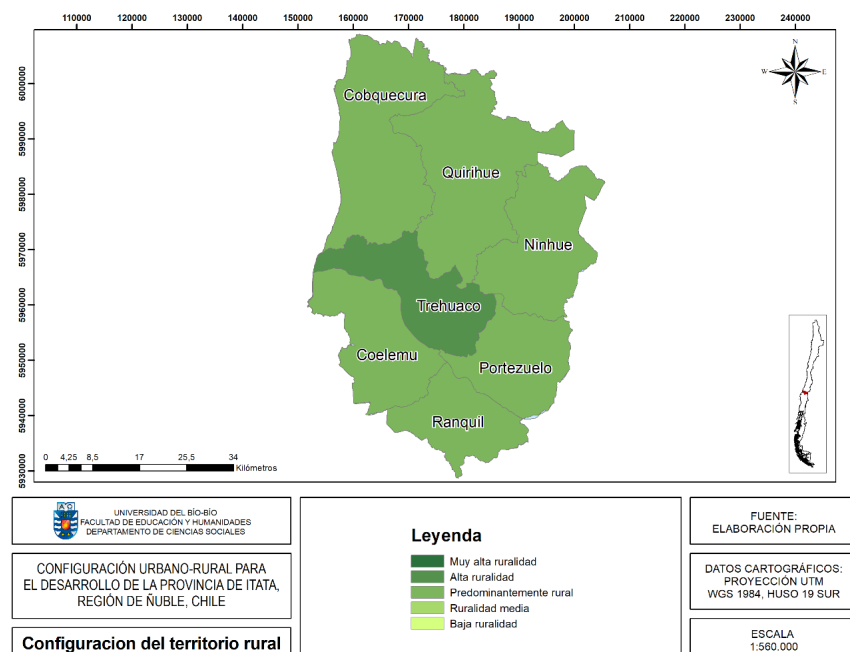 110000 120000 130000 140000 150000 160000 170000 180000 190000 200000 210000 220000 230000 240000
6000000
5990000
5980000
5970000
5960000
5950000
5940000
5930000
N
W E
S
Cobquecura
Quirihue
Ninhue
Trehuaco
Coelemu
Portezuelo
Ranquil
0 4,25 8,5 17 25,5 34
Kilómetros
UNIVERSIDAD DEL BÍO-BÍO
FACULTAD DE EDUCACIÓN Y HUMANIDADES
DEPARTAMENTO DE CIENCIAS SOCIALES
CONFIGURACIÓN URBANO-RURAL PARA
EL DESARROLLO DE LA PROVINCIA DE ITATA,
REGIÓN DE ÑUBLE, CHILE
Configuracion del territorio rural
Leyenda
Muy alta ruralidad
Alta ruralidad
Predominantemente rural
Ruralidad media
Baja ruralidad
FUENTE:
ELABORACIÓN PROPIA
DATOS CARTOGRÁFICOS:
PROYECCIÓN UTM
WGS 1984, HUSO 19 SUR
ESCALA
1:560.000